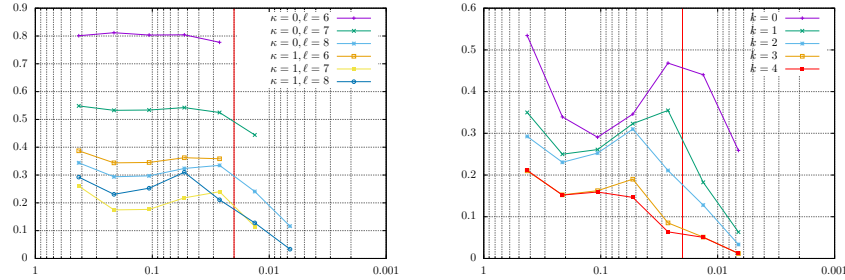 0.9
0.8
0.7
0.6
0.5
0.4
0.3
0.2
0.1
0
1
0.1
0.01
0.001
κ = 0, ℓ = 6
κ = 0, ℓ = 7
κ = 0, ℓ = 8
κ = 1, ℓ = 6
κ = 1, ℓ = 7
κ = 1, ℓ = 8
0.6
0.5
0.4
0.3
0.2
0.1
0
1
0.1
0.01
0.001
k = 0
k = 1
k = 2
k = 3
k = 4